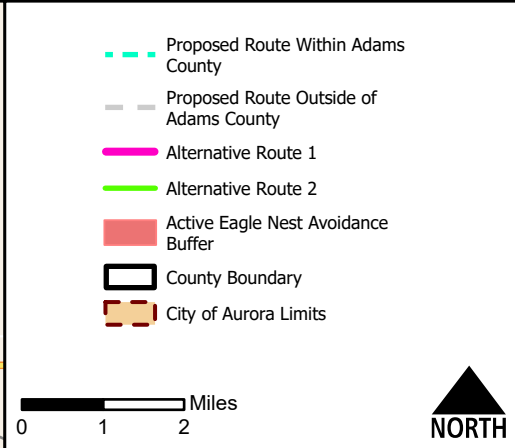 Proposed Route Within Adams
County
Proposed Route Outside of
Adams County
Alternative Route 1
Alternative Route 2
Active Eagle Nest Avoidance
Buffer
County Boundary
City of Aurora Limits
Miles
0 1 2
NORTH